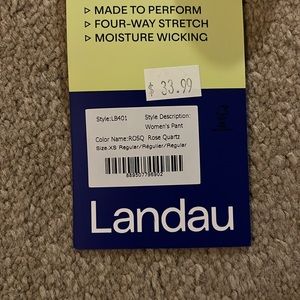 ▷ MADE TO PERFORM
▷ FOUR-WAY STRETCH
▷ MOISTURE WICKING
$ 33.99
Style:LB401 Style Description:
Women's Pant
Color Name:ROSQ Rose Quartz
Size:XS Regular/Régulier/Regular
Landau